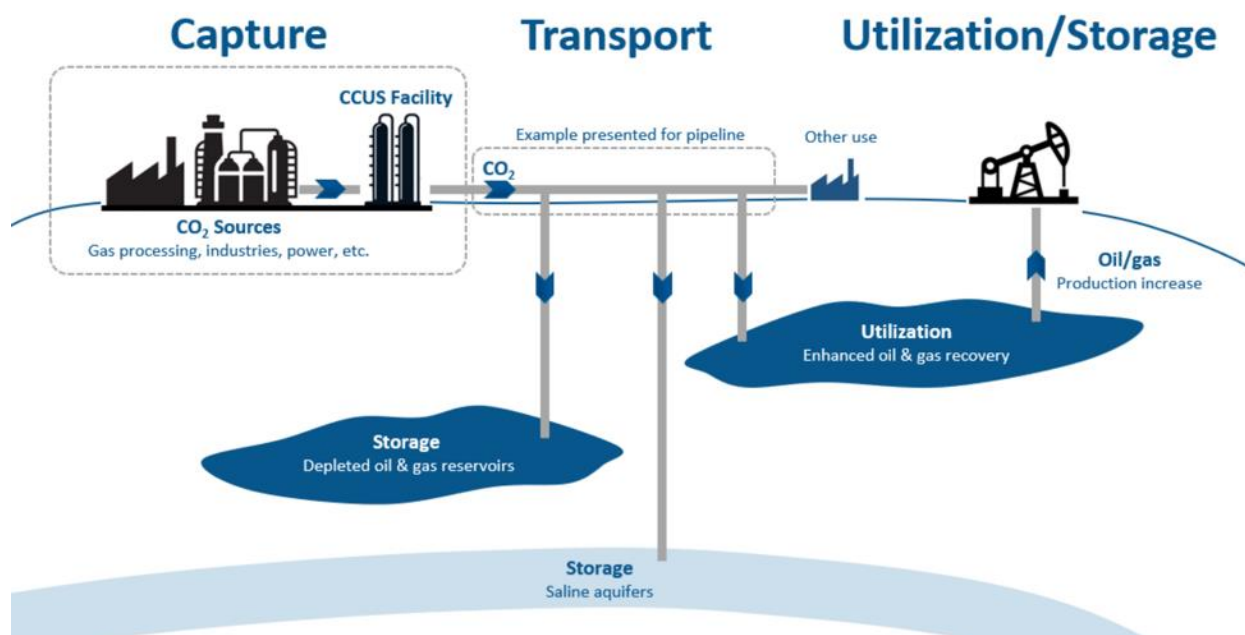 Capture
Transport
Utilization/Storage
CCUS Facility
Example presented for pipeline
Other use
CO₂
CO₂ Sources
Gas processing, industries, power, etc.
Oil/gas
Production increase
Utilization
Enhanced oil & gas recovery
Storage
Depleted oil & gas reservoirs
Storage
Saline aquifers